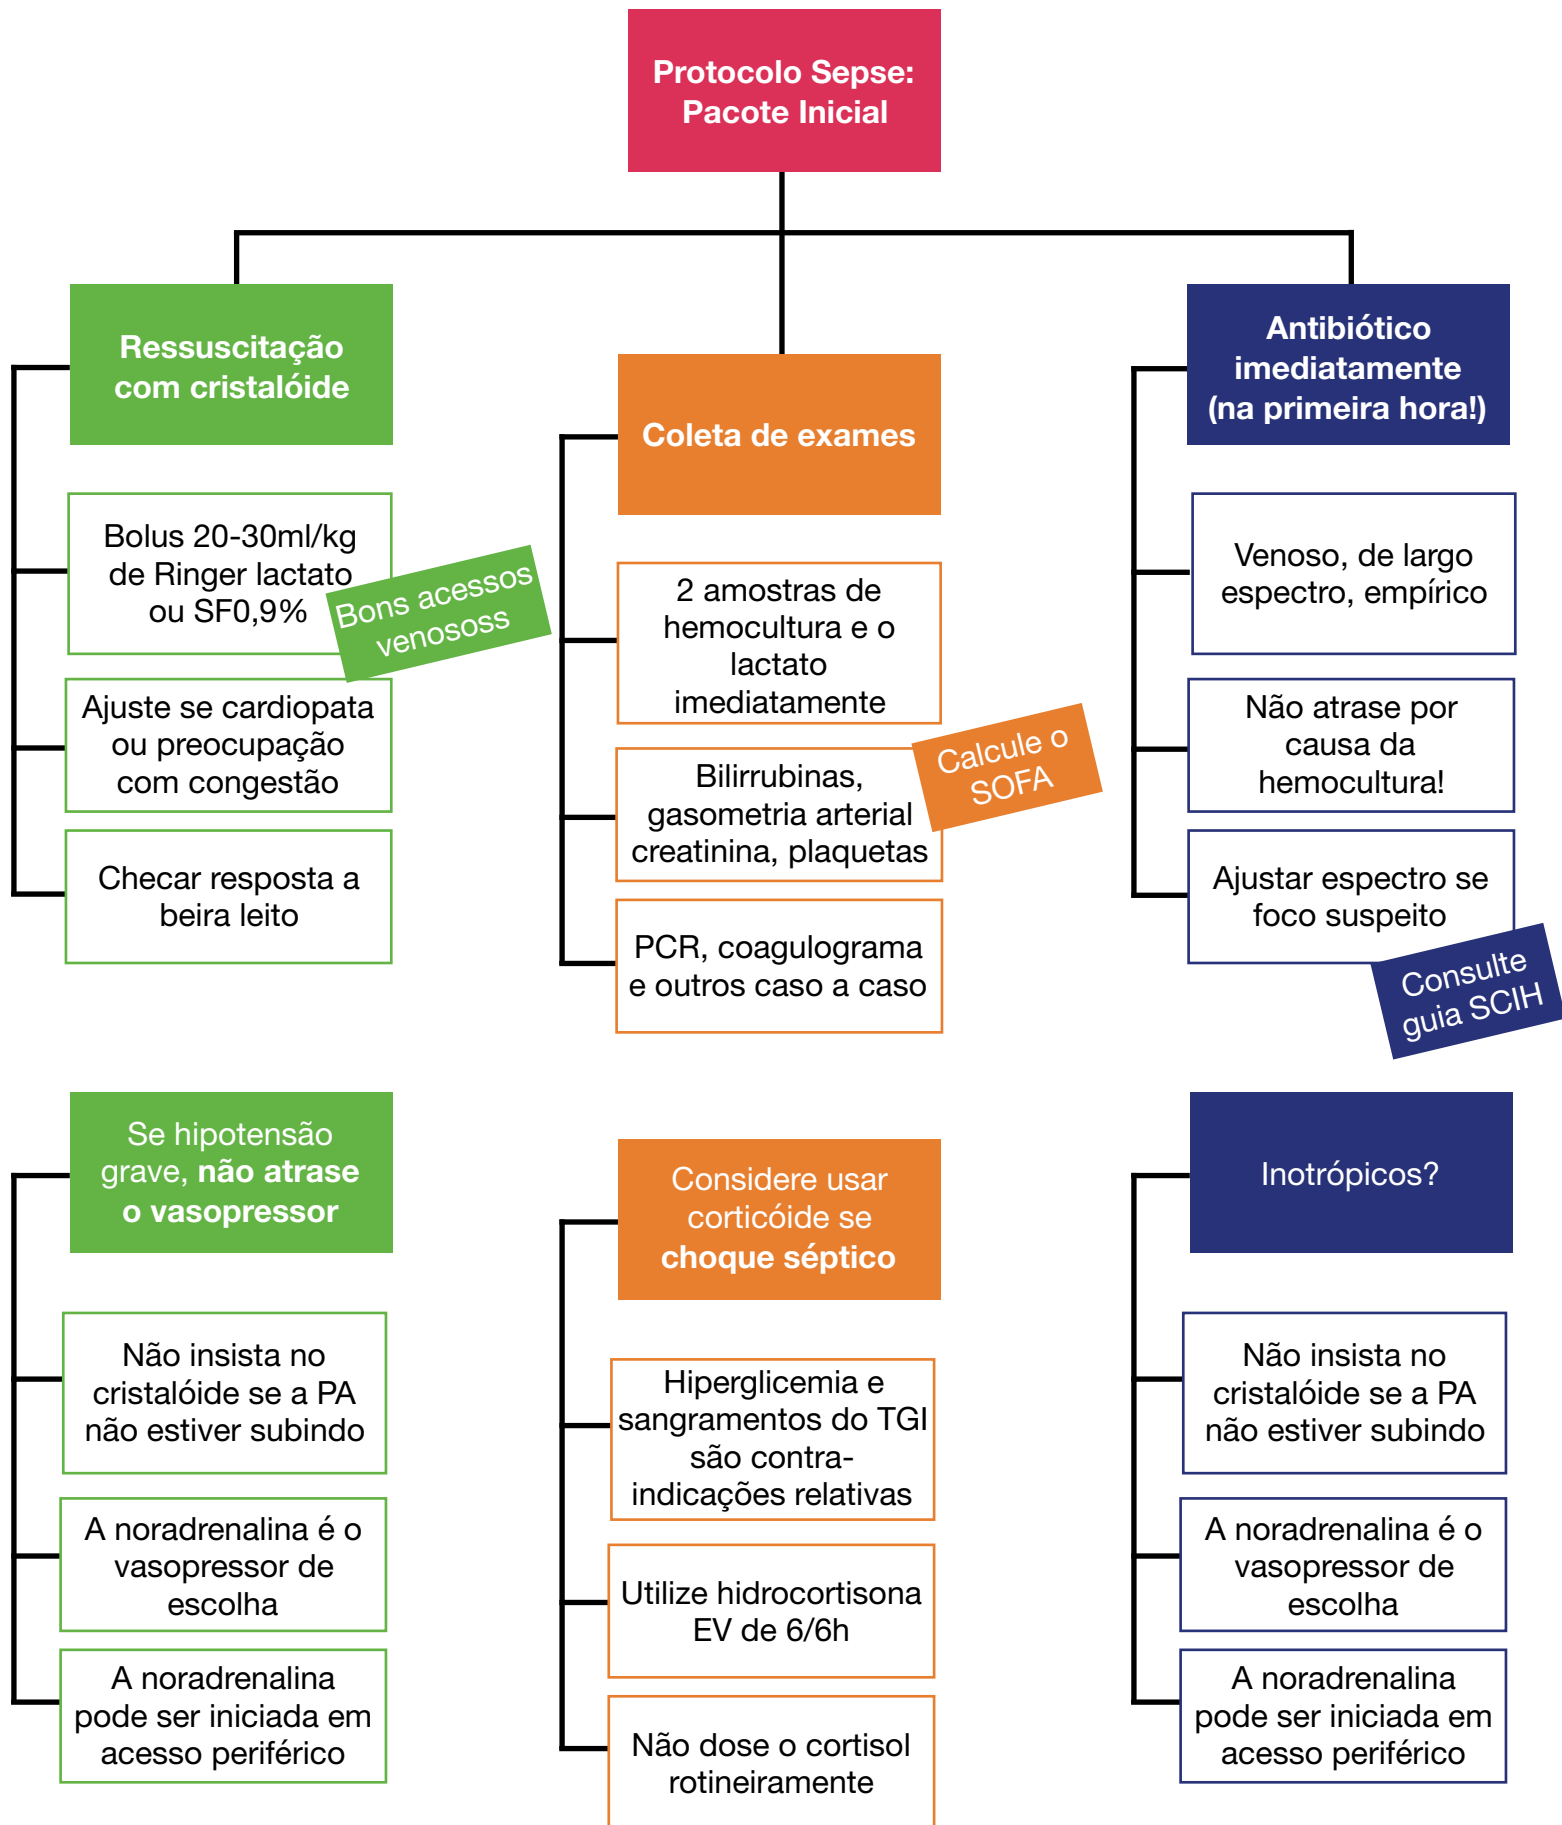 Protocolo Sepse:
Pacote Inicial
Ressuscitação
com cristalóide
Bolus 20-30ml/kg
de Ringer lactato
ou SF0,9%
Bons acessos
venososs
Ajuste se cardiopata
ou preocupação
com congestão
Checar resposta a
beira leito
Coleta de exames
2 amostras de
hemocultura e o
lactato
imediatamente
Bilirrubinas,
gasometria arterial
creatinina, plaquetas
Calcule o
SOFA
PCR, coagulograma
e outros caso a caso
Antibiótico
imediatamente
(na primeira hora!)
Venoso, de largo
espectro, empírico
Não atrase por
causa da
hemocultura!
Ajustar espectro se
foco suspeito
Consulte
guia SCIH
Se hipotensão
grave, não atrase
o vasopressor
Não insista no
cristalóide se a PA
não estiver subindo
A noradrenalina é o
vasopressor de
escolha
A noradrenalina
pode ser iniciada em
acesso periférico
Considere usar
corticóide se
choque séptico
Hiperglicemia e
sangramentos do TGI
são contra-
indicações relativas
Utilize hidrocortisona
EV de 6/6h
Não dose o cortisol
rotineiramente
Inotrópicos?
Não insista no
cristalóide se a PA
não estiver subindo
A noradrenalina é o
vasopressor de
escolha
A noradrenalina
pode ser iniciada em
acesso periférico